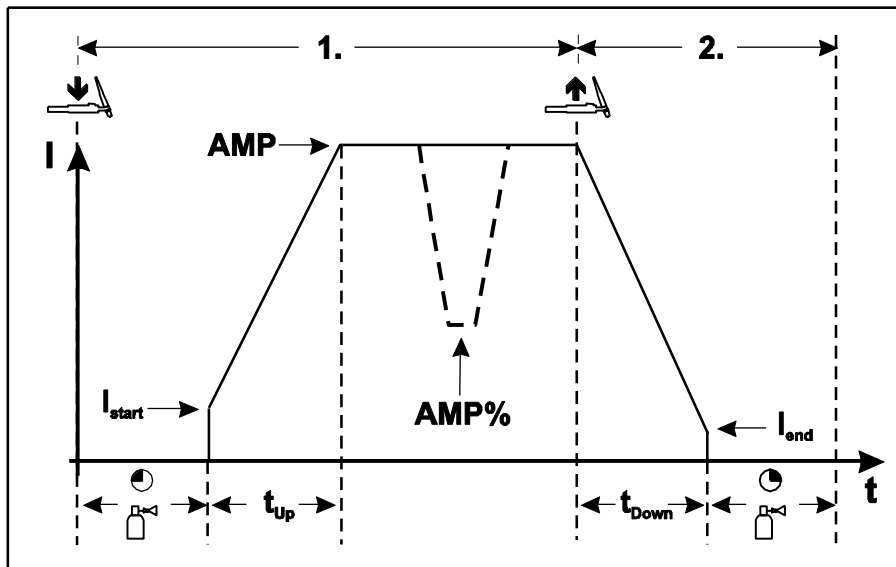 1.
2.
AMP
I
Istart
AMP%
Iend
t
tUp
tDown